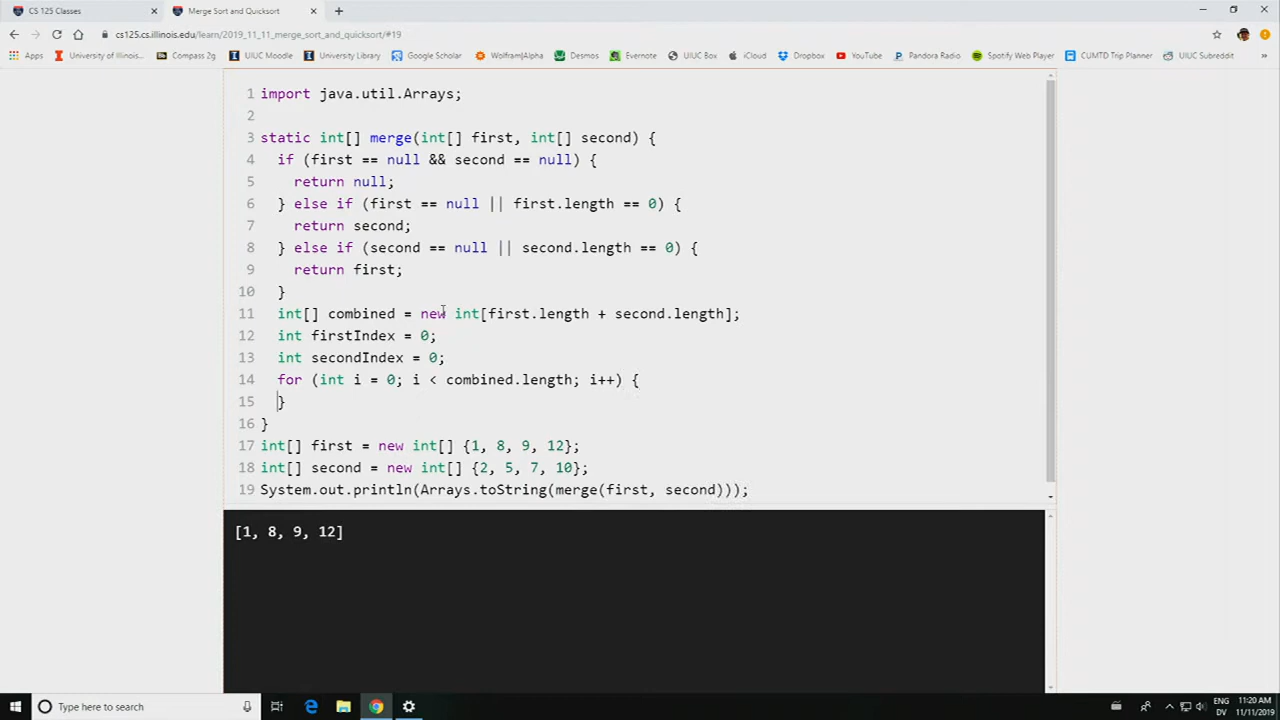 CS 125 Classes
Merge Sort and Quicksort
cs125.cs.illinois.edu/learn/2019_11_11_merge_sort_and_quicksort/#19
Apps
University of Illinois...
Compass 2g
UIUC Moodle
University Library
Google Scholar
Wolfram|Alpha
Desmos
Evernote
UIUC Box
iCloud
Dropbox
YouTube
Pandora Radio
Spotify Web Player
CUMTD Trip Planner
UIUC Subreddit
»
1 import java.util.Arrays;
2
3 static int[] merge(int[] first, int[] second) {
4   if (first == null && second == null) {
5     return null;
6   } else if (first == null || first.length == 0) {
7     return second;
8   } else if (second == null || second.length == 0) {
9     return first;
10   }
11   int[] combined = new int[first.length + second.length];
12   int firstIndex = 0;
13   int secondIndex = 0;
14   for (int i = 0; i < combined.length; i++) {
15   }
16 }
17 int[] first = new int[] {1, 8, 9, 12};
18 int[] second = new int[] {2, 5, 7, 10};
19 System.out.println(Arrays.toString(merge(first, second)));
[1, 8, 9, 12]
Type here to search
ENG
DV
11:20 AM
11/11/2019